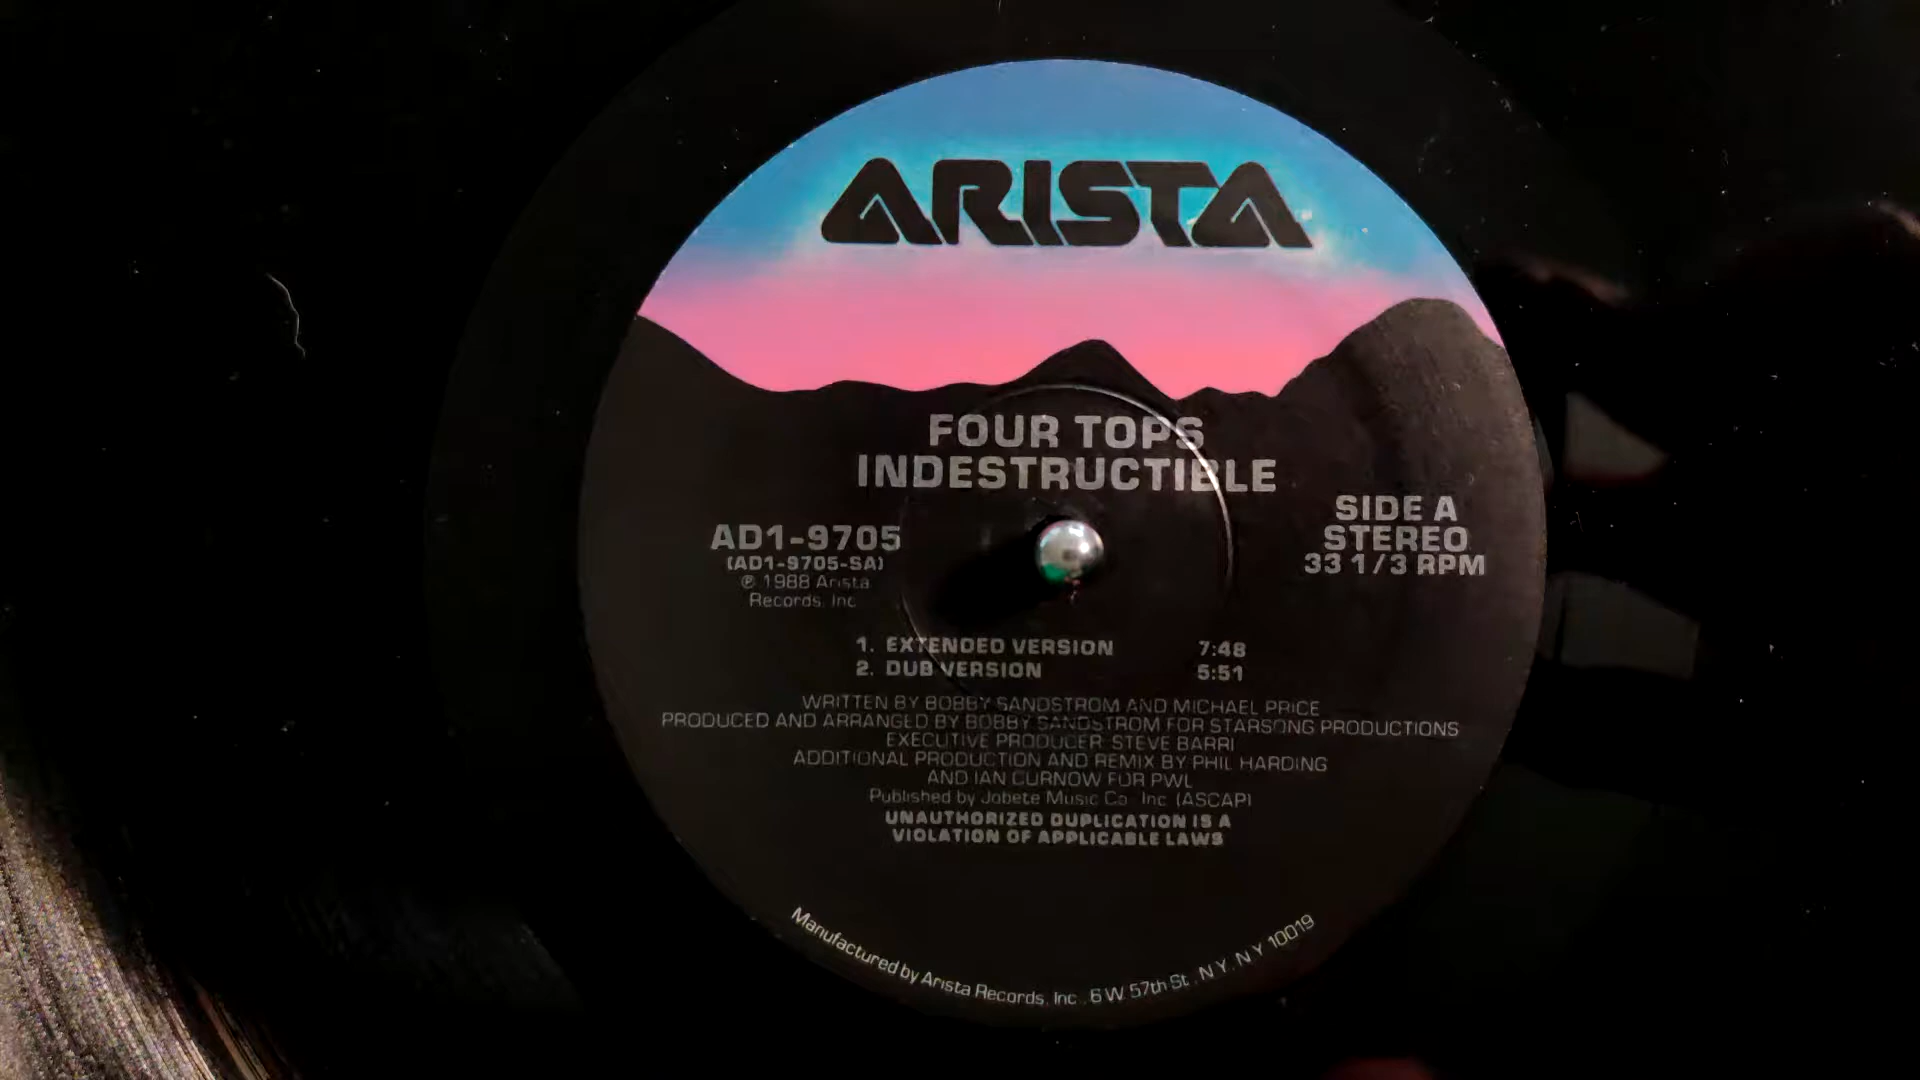 ARISTA
FOUR TOPS
INDESTRUCTIBLE
AD1-9705
(AD1-9705-SA)
℗ 1988 Arista
Records, Inc
SIDE A
STEREO
33 1/3 RPM
1. EXTENDED VERSION 7:48
2. DUB VERSION 5:51
WRITTEN BY BOBBY SANDSTROM AND MICHAEL PRICE
PRODUCED AND ARRANGED BY BOBBY SANDSTROM FOR STARSONG PRODUCTIONS
EXECUTIVE PRODUCER: STEVE BARRI
ADDITIONAL PRODUCTION AND REMIX BY PHIL HARDING
AND IAN CURNOW FOR PWL
Published by Jobete Music Co., Inc. (ASCAP)
UNAUTHORIZED DUPLICATION IS A
VIOLATION OF APPLICABLE LAWS
Manufactured by Arista Records, Inc., 6 W. 57th St., N.Y., N.Y. 10019